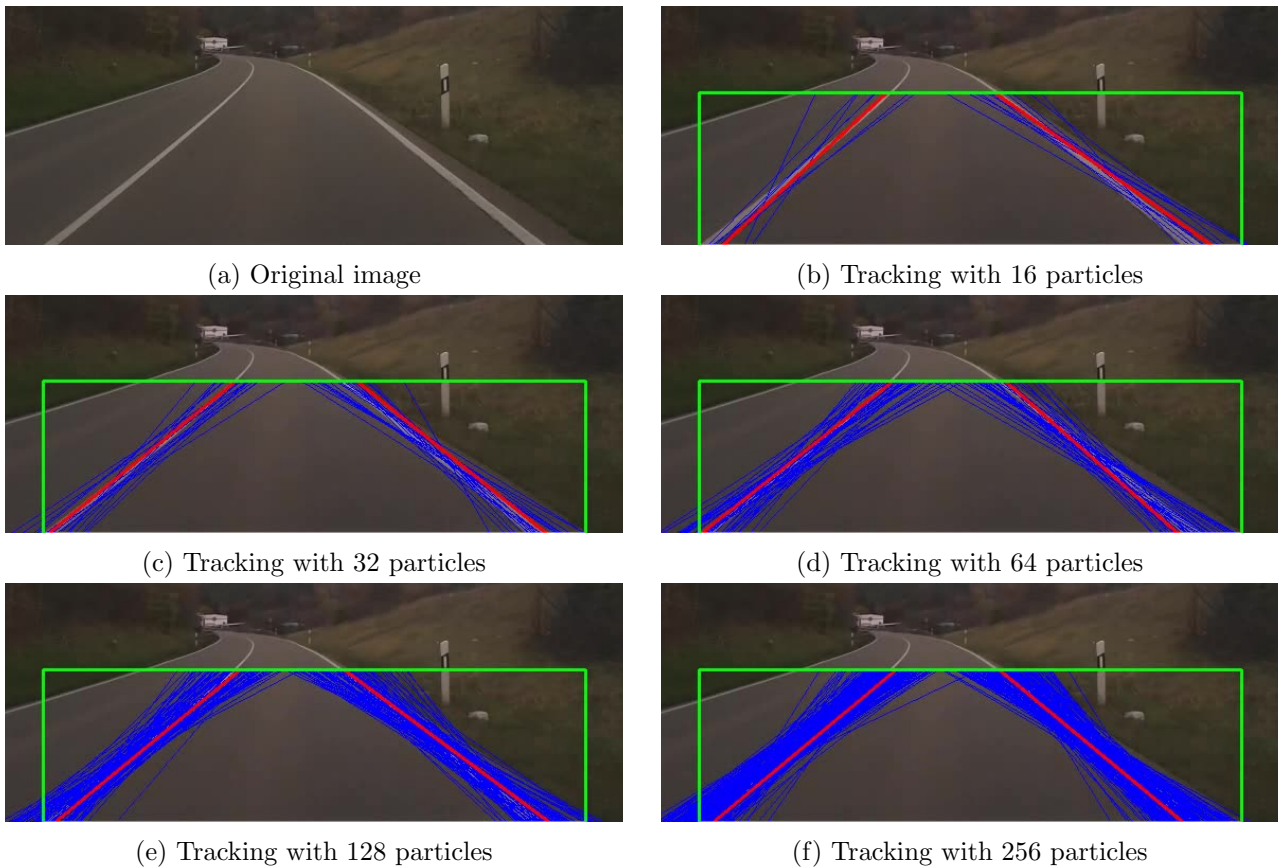 (a) Original image
(b) Tracking with 16 particles
(c) Tracking with 32 particles
(d) Tracking with 64 particles
(e) Tracking with 128 particles
(f) Tracking with 256 particles